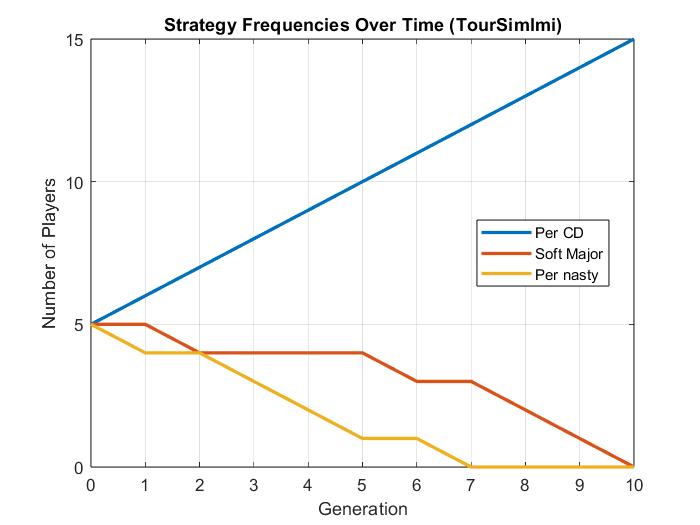 Strategy Frequencies Over Time (TourSimImi)
15
10
5
0
Number of Players
Per CD
Soft Major
Per nasty
0 1 2 3 4 5 6 7 8 9 10
Generation